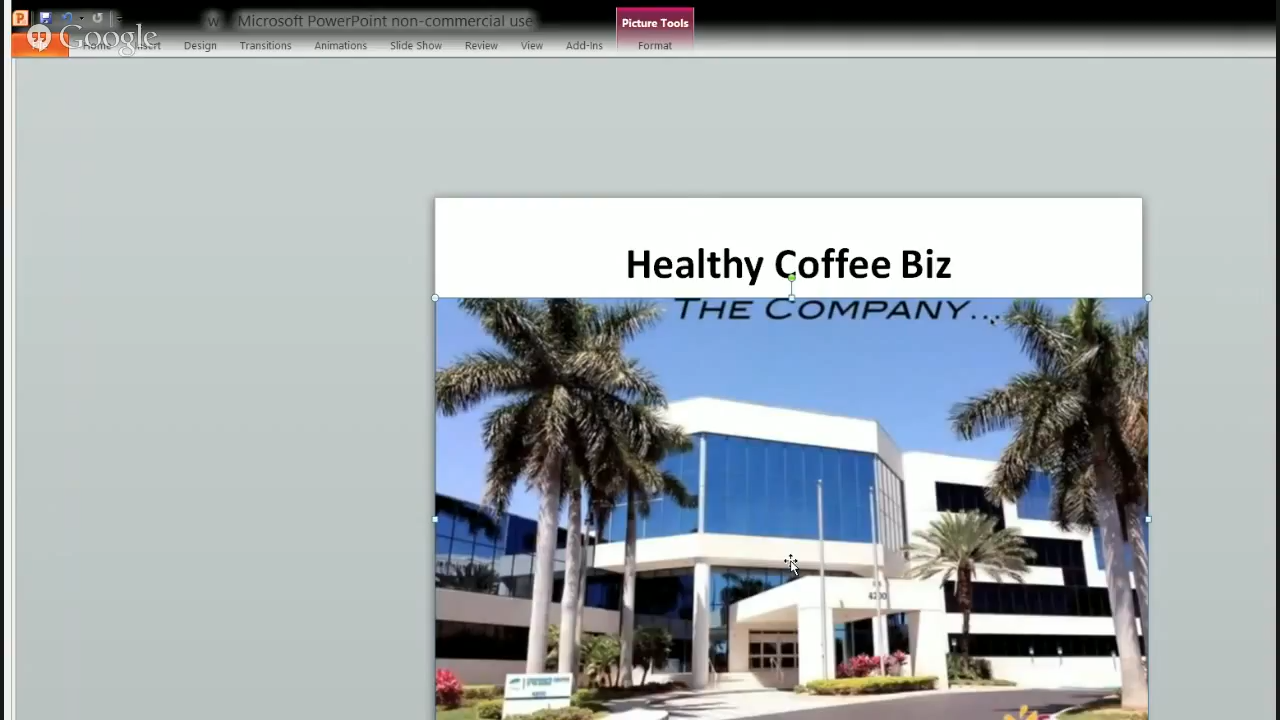 Microsoft PowerPoint non-commercial use
Picture Tools
Google
Design
Transitions
Animations
Slide Show
Review
View
Add-Ins
Format
Healthy Coffee Biz
THE COMPANY...